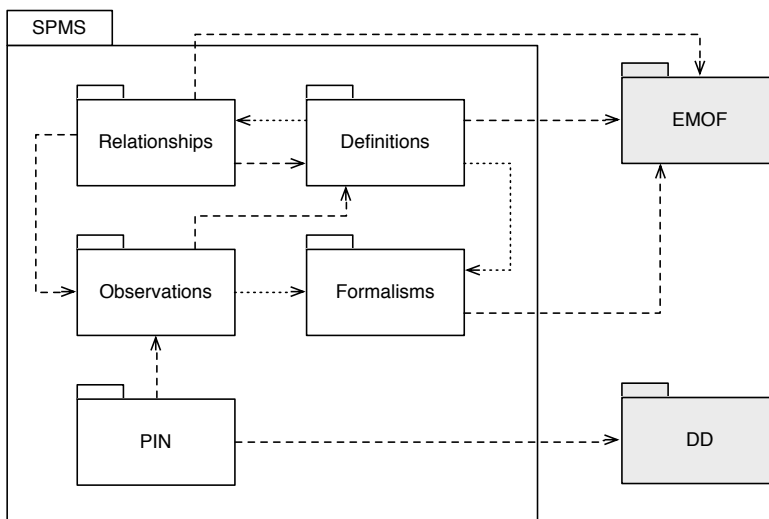 SPMS
Relationships
Definitions
EMOF
Observations
Formalisms
PIN
DD